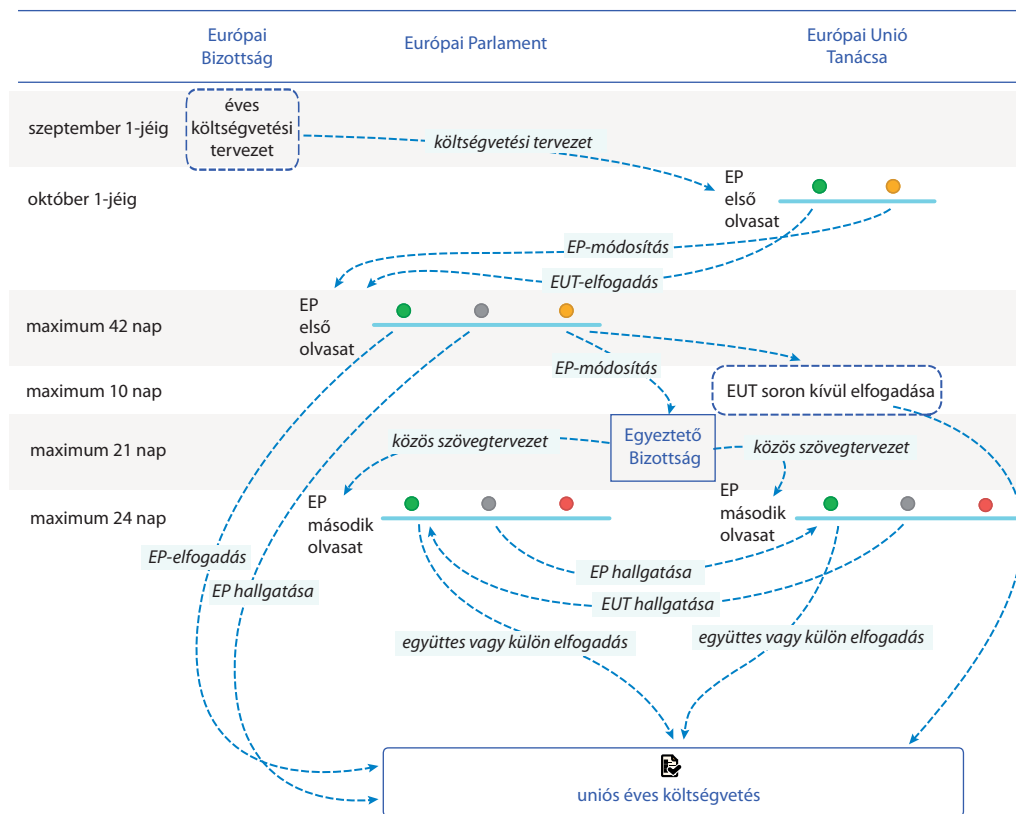 Európai
Bizottság
Európai Parlament
Európai Unió
Tanácsa
szeptember 1-jéig
éves
költségvetési
tervezet
költségvetési tervezet
október 1-jéig
EP
első
olvasat
EP-módosítás
EUT-elfogadás
maximum 42 nap
EP
első
olvasat
EP-módosítás
maximum 10 nap
EUT soron kívül elfogadása
maximum 21 nap
közös szövegtervezet
Egyeztető
Bizottság
közös szövegtervezet
maximum 24 nap
EP
második
olvasat
EP
második
olvasat
EP-elfogadás
EP hallgatása
EP hallgatása
EUT hallgatása
együttes vagy külön elfogadás
együttes vagy külön elfogadás
uniós éves költségvetés